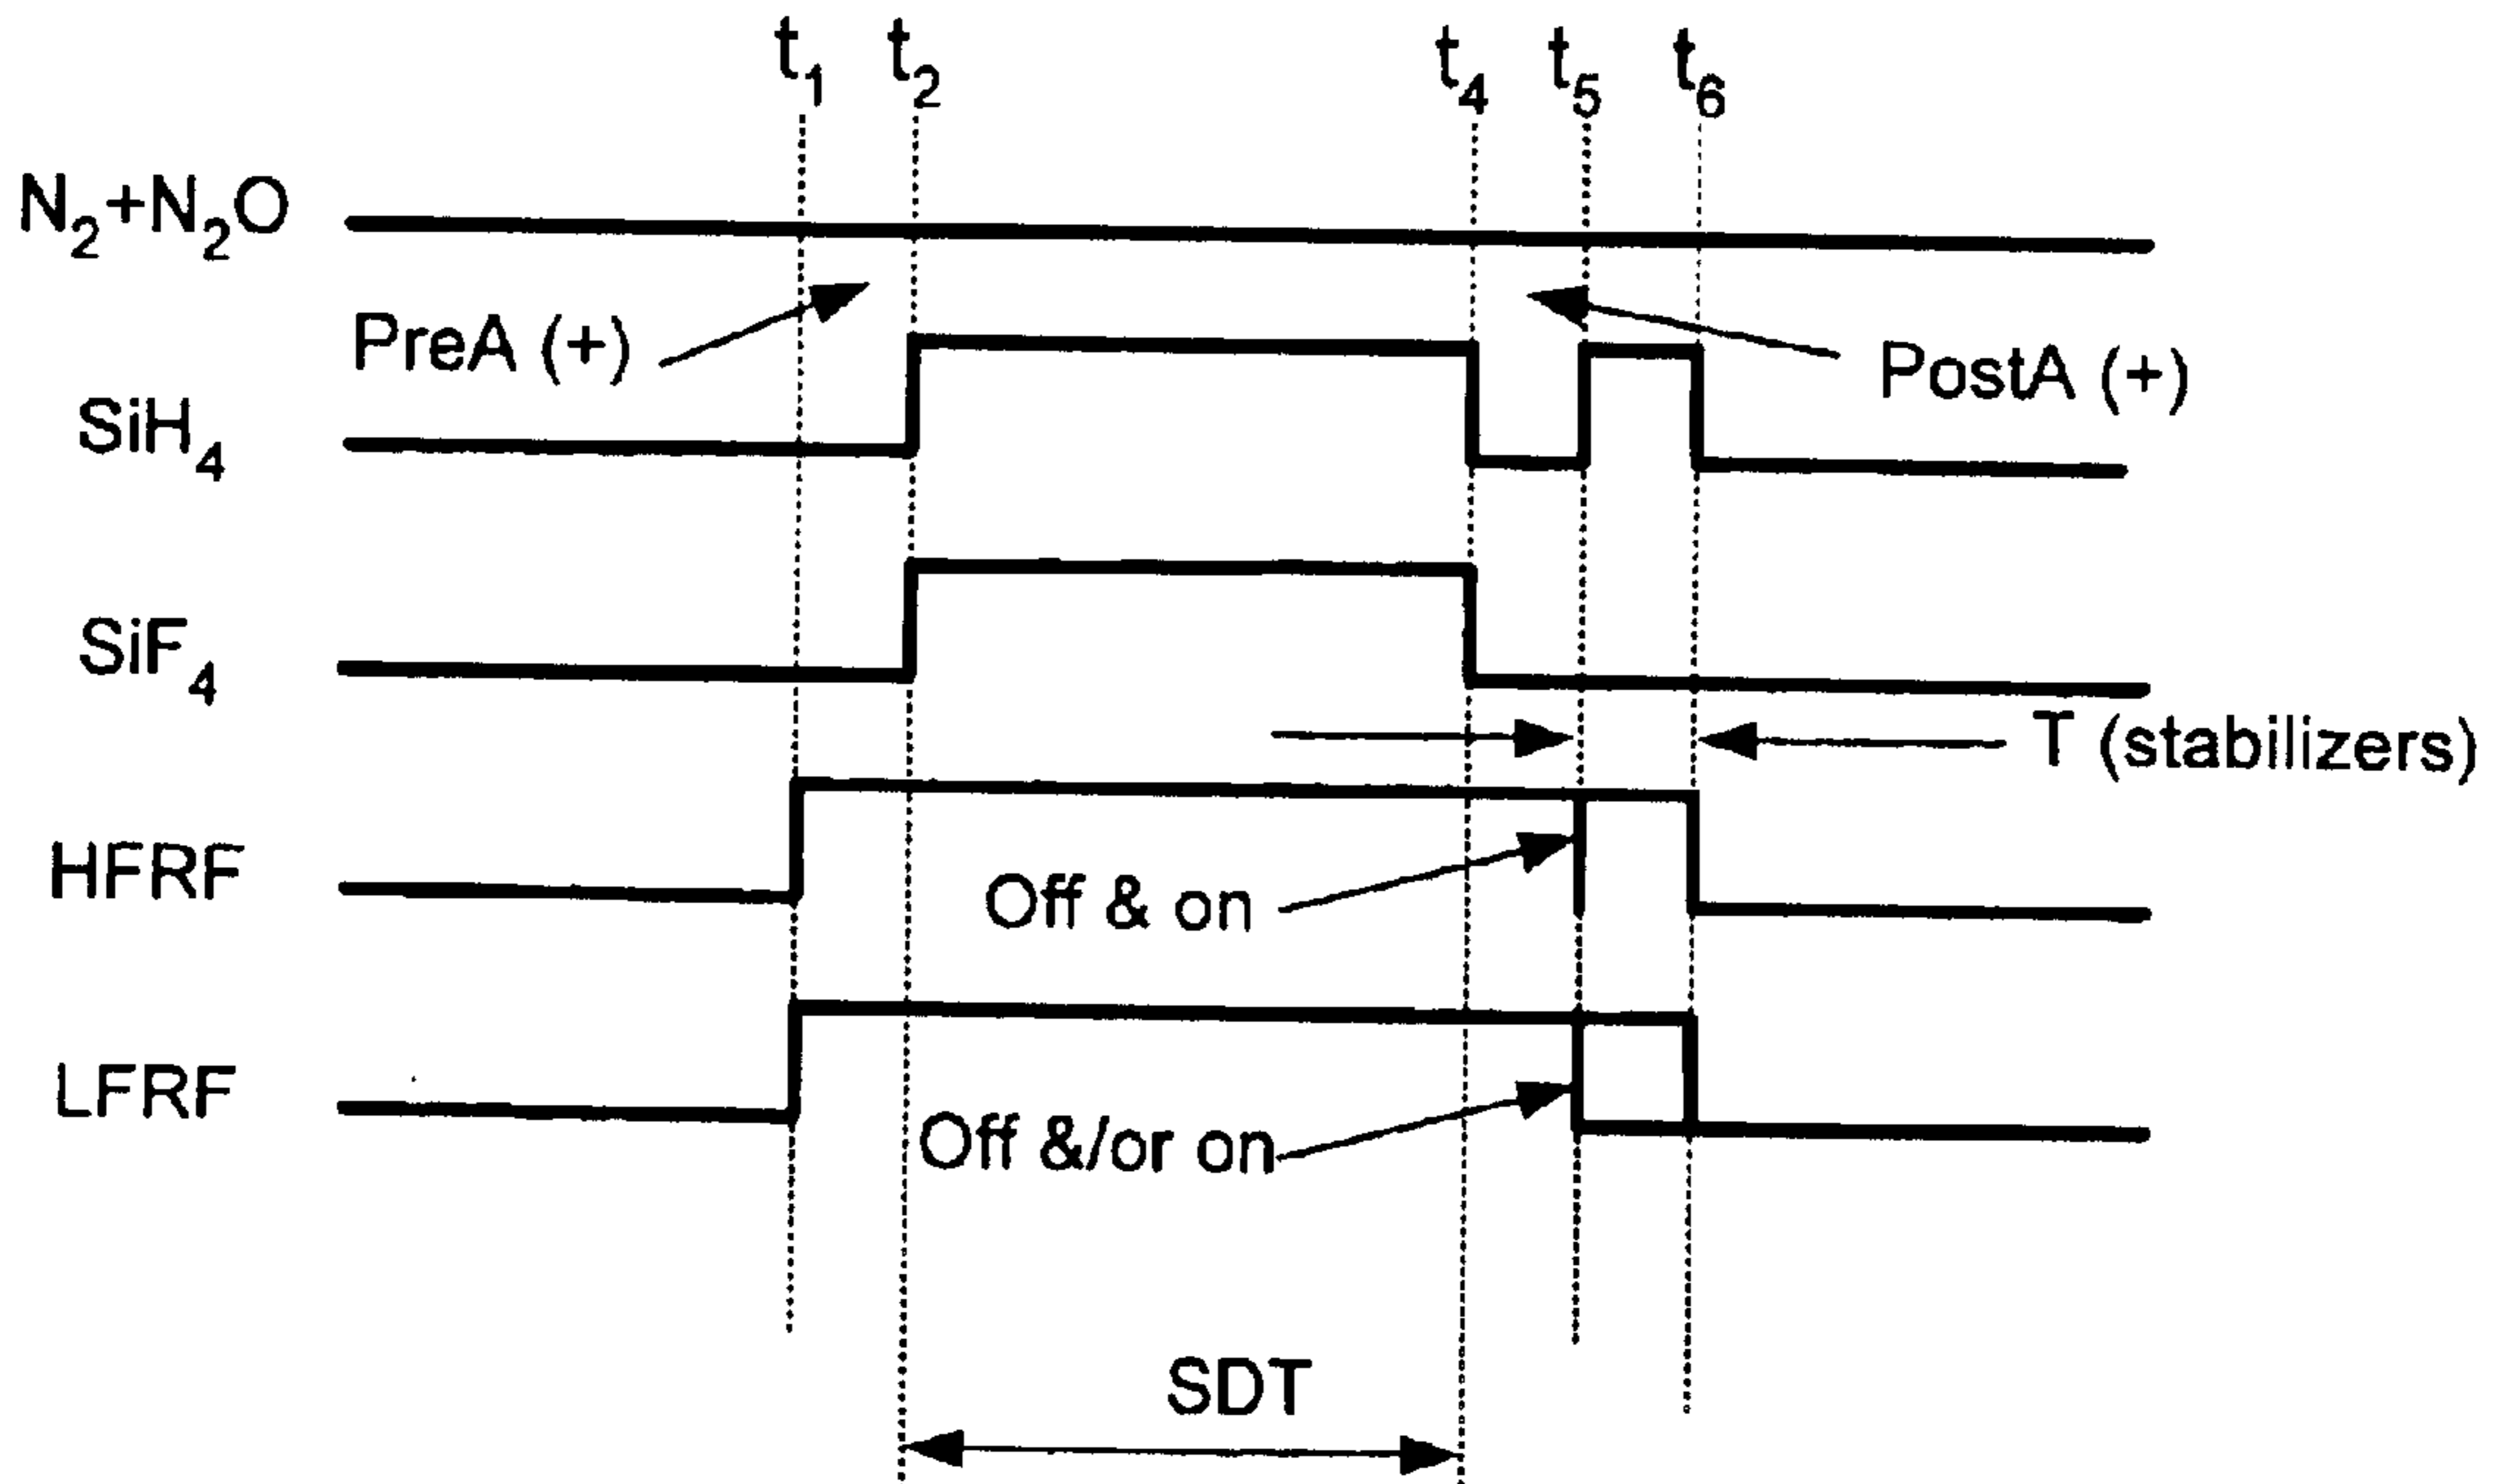 t1 t2 t4 t5 t6
N2+N2O
PreA (+)
PostA (+)
SiH4
SiF4
T (stabilizers)
HFRF
Off & on
LFRF
Off &/or on
SDT